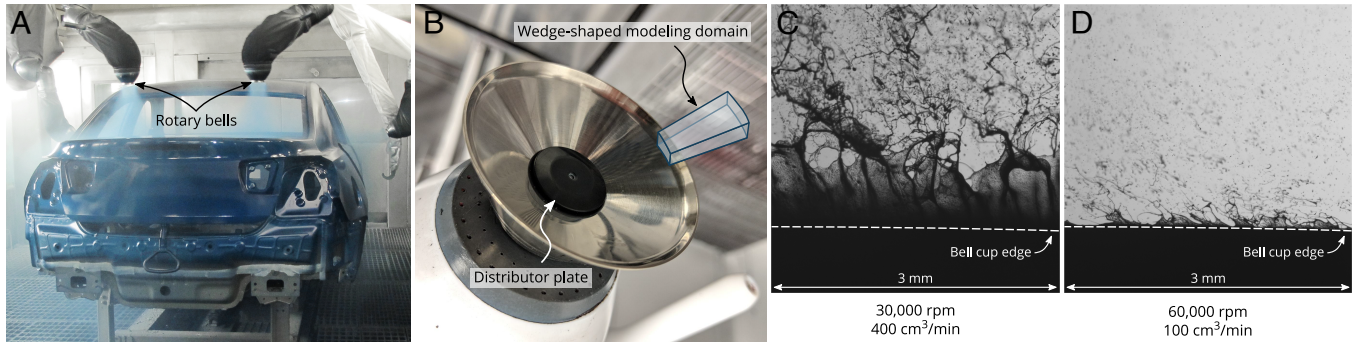 A
Rotary bells
B
Wedge-shaped modeling domain
Distributor plate
C
Bell cup edge
3 mm
30,000 rpm
400 cm³/min
D
Bell cup edge
3 mm
60,000 rpm
100 cm³/min